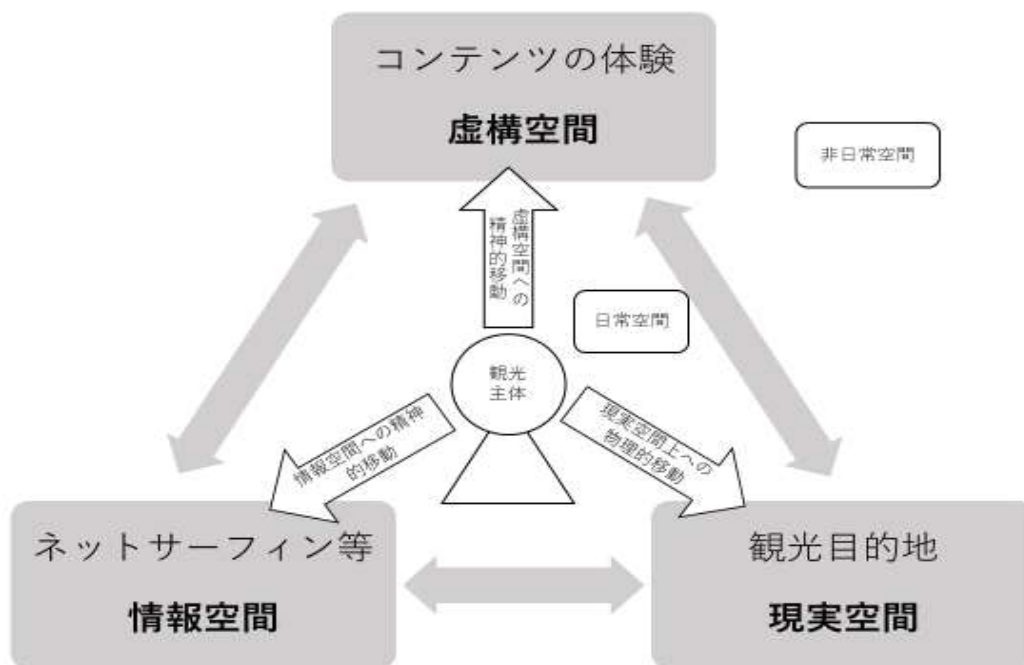 コンテンツの体験
虚構空間
非日常空間
虚構空間への
精神的移動
日常空間
観光
主体
情報空間への精神
的移動
現実空間上への
物理的移動
ネットサーフィン等
情報空間
観光目的地
現実空間